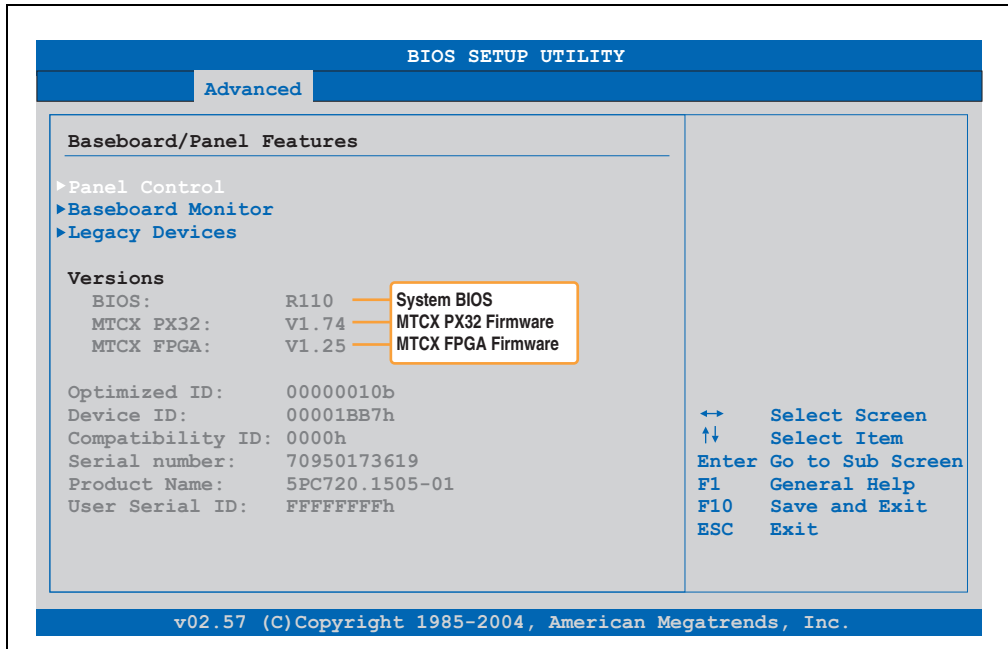 BIOS SETUP UTILITY
Advanced
Baseboard/Panel Features
▶Panel Control
▶Baseboard Monitor
▶Legacy Devices
Versions
BIOS: R110 System BIOS
MTCX PX32: V1.74 MTCX PX32 Firmware
MTCX FPGA: V1.25 MTCX FPGA Firmware
Optimized ID: 00000010b
Device ID: 00001BB7h
Compatibility ID: 0000h
Serial number: 70950173619
Product Name: 5PC720.1505-01
User Serial ID: FFFFFFFFh
↔ Select Screen
↑↓ Select Item
Enter Go to Sub Screen
F1 General Help
F10 Save and Exit
ESC Exit
v02.57 (C)Copyright 1985-2004, American Megatrends, Inc.